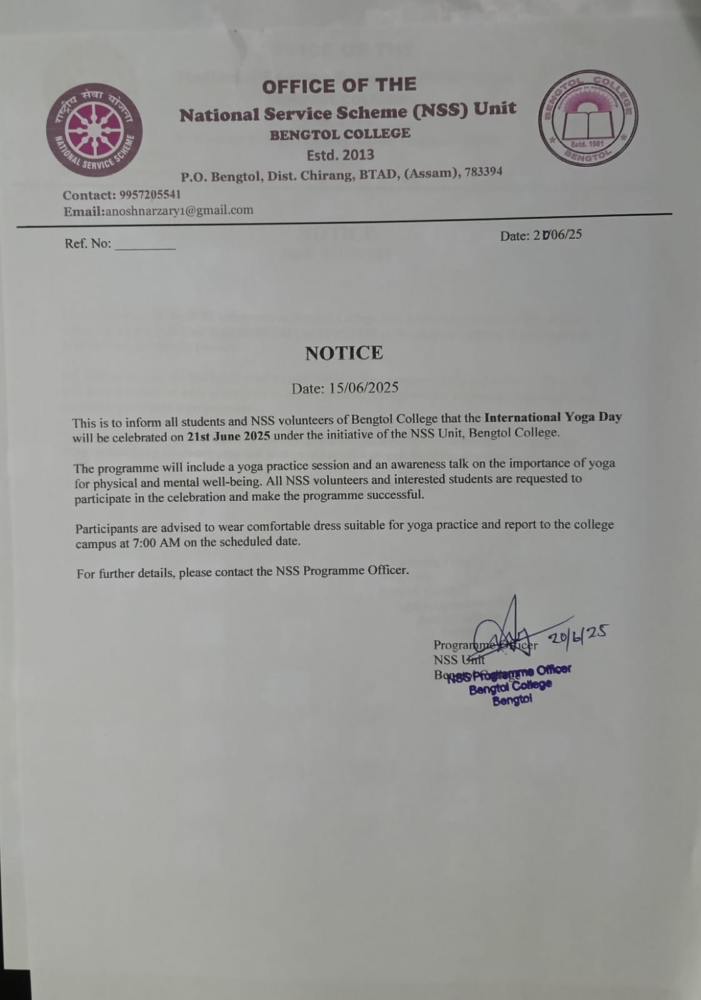 OFFICE OF THE
National Service Scheme (NSS) Unit
BENGTOL COLLEGE
Estd. 2013
P.O. Bengtol, Dist. Chirang, BTAD, (Assam), 783394
राष्ट्रीय सेवा योजना
NATIONAL SERVICE SCHEME
BENGTOL COLLEGE
Estd. 1981
BENGTOL
Contact: 9957205541
Email:anoshnarzary1@gmail.com
Ref. No: _________
Date: /06/25
NOTICE
Date: 15/06/2025
This is to inform all students and NSS volunteers of Bengtol College that the International Yoga Day
will be celebrated on 21st June 2025 under the initiative of the NSS Unit, Bengtol College.
The programme will include a yoga practice session and an awareness talk on the importance of yoga
for physical and mental well-being. All NSS volunteers and interested students are requested to
participate in the celebration and make the programme successful.
Participants are advised to wear comfortable dress suitable for yoga practice and report to the college
campus at 7:00 AM on the scheduled date.
For further details, please contact the NSS Programme Officer.
20/6/25
Programme Officer
NSS Unit
NSS Programme Officer
Bengtol College
Bengtol